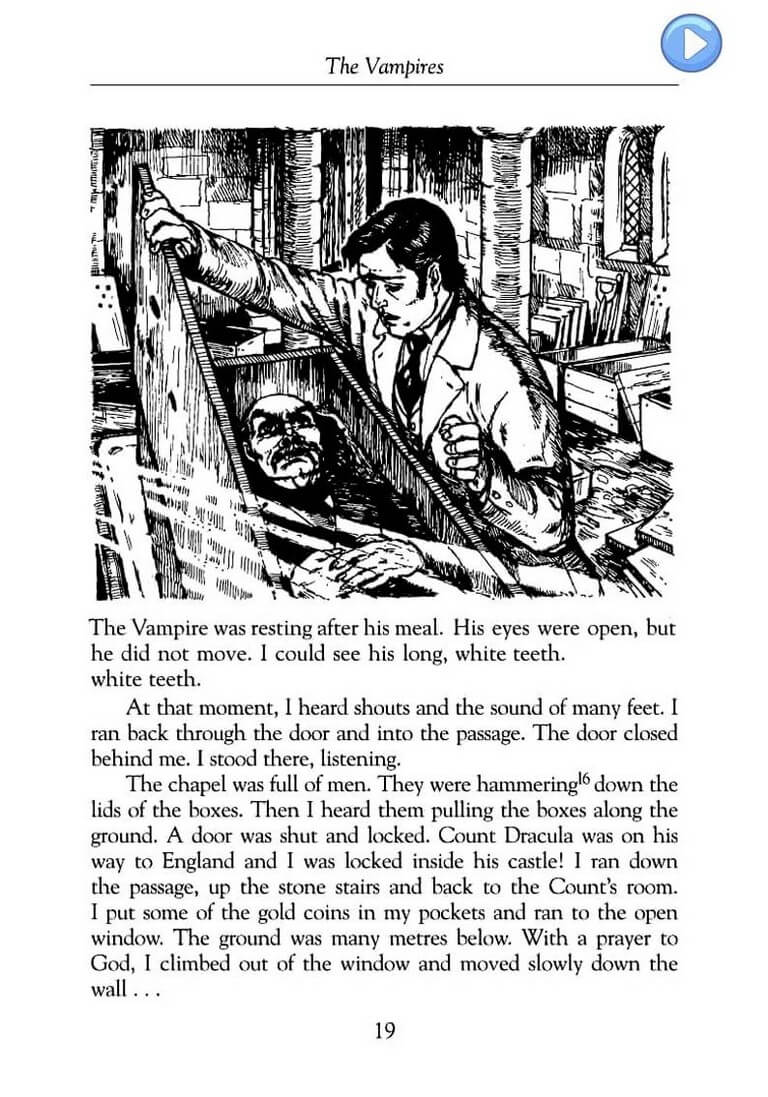 The Vampires
The Vampire was resting after his meal. His eyes were open, but
he did not move. I could see his long, white teeth.
white teeth.
At that moment, I heard shouts and the sound of many feet. I
ran back through the door and into the passage. The door closed
behind me. I stood there, listening.
The chapel was full of men. They were hammering16 down the
lids of the boxes. Then I heard them pulling the boxes along the
ground. A door was shut and locked. Count Dracula was on his
way to England and I was locked inside his castle! I ran down
the passage, up the stone stairs and back to the Count's room.
I put some of the gold coins in my pockets and ran to the open
window. The ground was many metres below. With a prayer to
God, I climbed out of the window and moved slowly down the
wall . . .
19